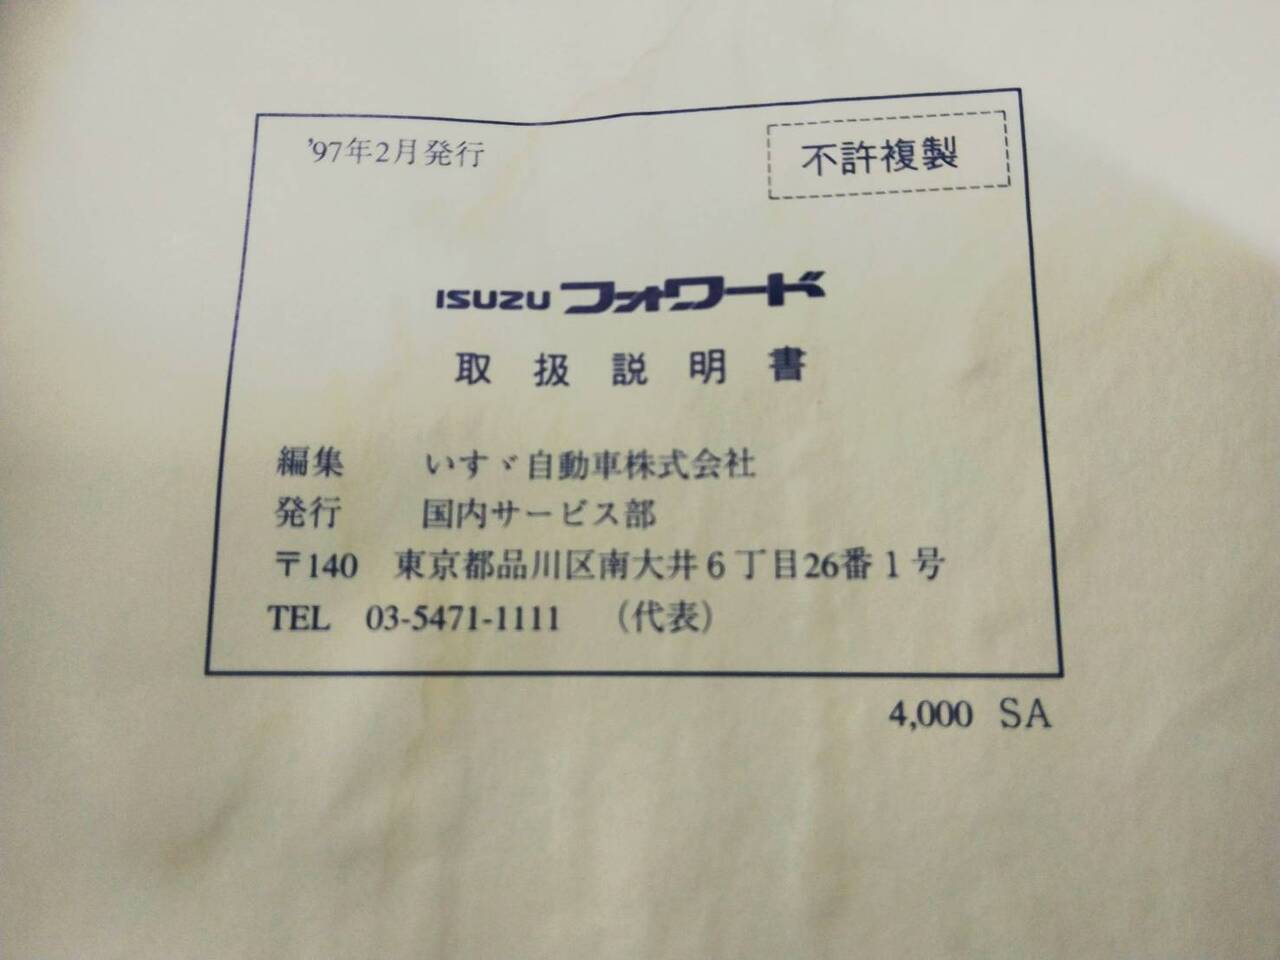 '97年2月発行
不許複製
ISUZU フォワード
取扱説明書
編集 いすゞ自動車株式会社
発行 国内サービス部
〒140 東京都品川区南大井6丁目26番1号
TEL 03-5471-1111 (代表)
4,000 SA